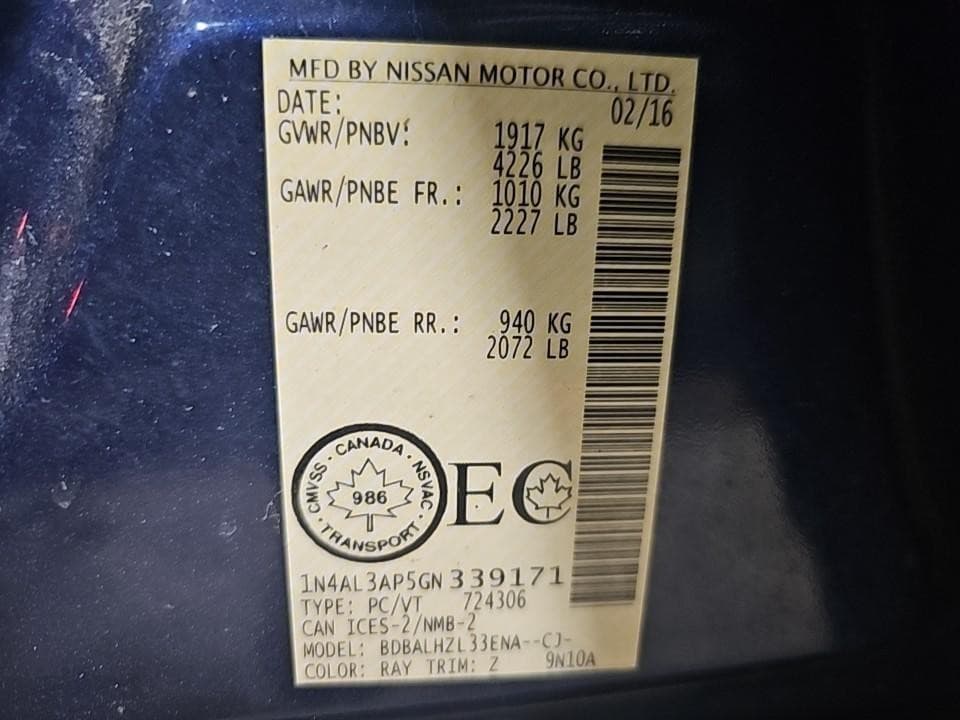 MFD BY NISSAN MOTOR CO., LTD.
DATE: 02/16
GVWR/PNBV: 1917 KG
4226 LB
GAWR/PNBE FR.: 1010 KG
2227 LB
GAWR/PNBE RR.: 940 KG
2072 LB
CMVSS · CANADA · NSVAC · TRANSPORT ·
986
EC
1N4AL3AP5GN339171
TYPE: PC/VT 724306
CAN ICES-2/NMB-2
MODEL: BDBALHZL33ENA--CJ-
COLOR: RAY TRIM: Z 9N10A